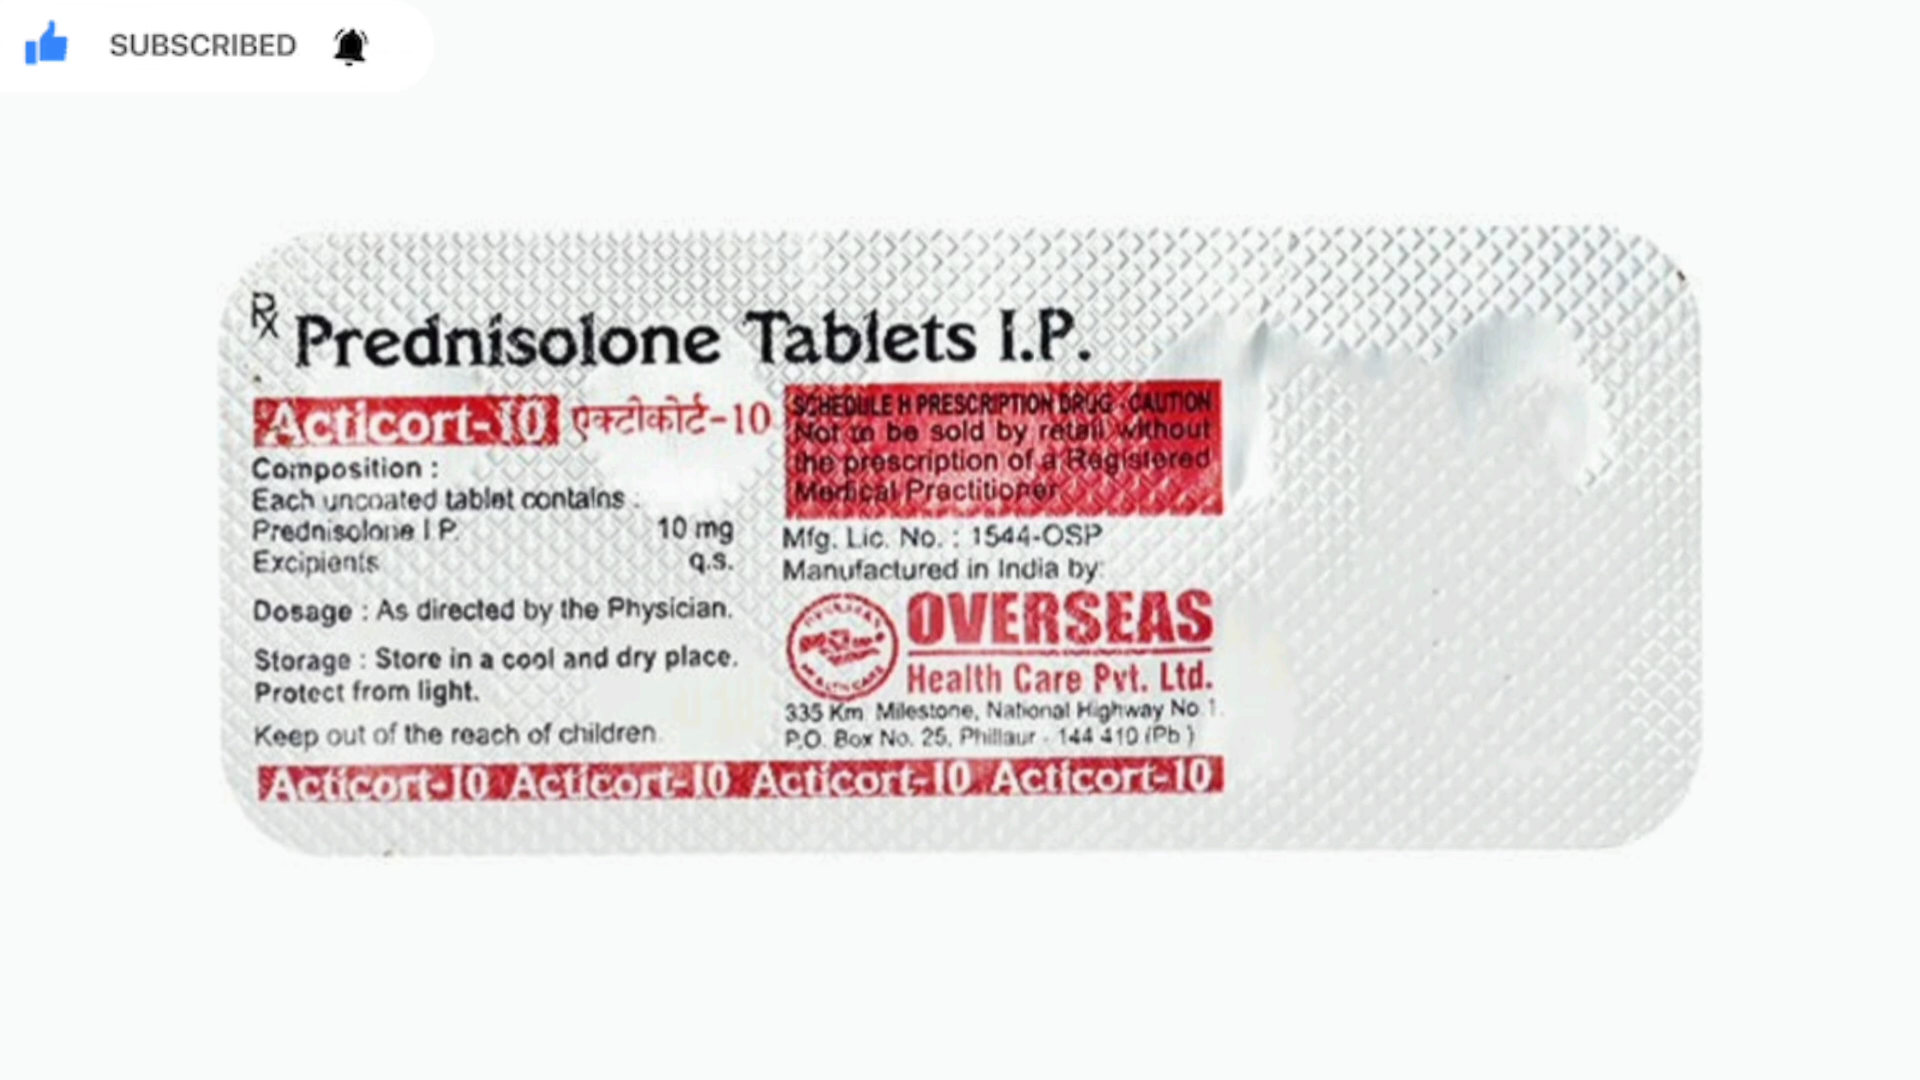 SUBSCRIBED
Rx Prednisolone Tablets I.P.
Acticort-10 एक्टीकोर्ट-10
Composition :
Each uncoated tablet contains :
Prednisolone I.P. 10 mg
Excipients q.s.
Dosage : As directed by the Physician.
Storage : Store in a cool and dry place.
Protect from light.
Keep out of the reach of children.
SCHEDULE H PRESCRIPTION DRUG - CAUTION
Not to be sold by retail without
the prescription of a Registered
Medical Practitioner
Mfg. Lic. No. : 1544-OSP
Manufactured in India by:
OVERSEAS
HEALTH CARE
OVERSEAS
Health Care Pvt. Ltd.
335 Km. Milestone, National Highway No.1.
P.O. Box No. 25, Phillaur - 144 410 (Pb.)
Acticort-10 Acticort-10 Acticort-10 Acticort-10